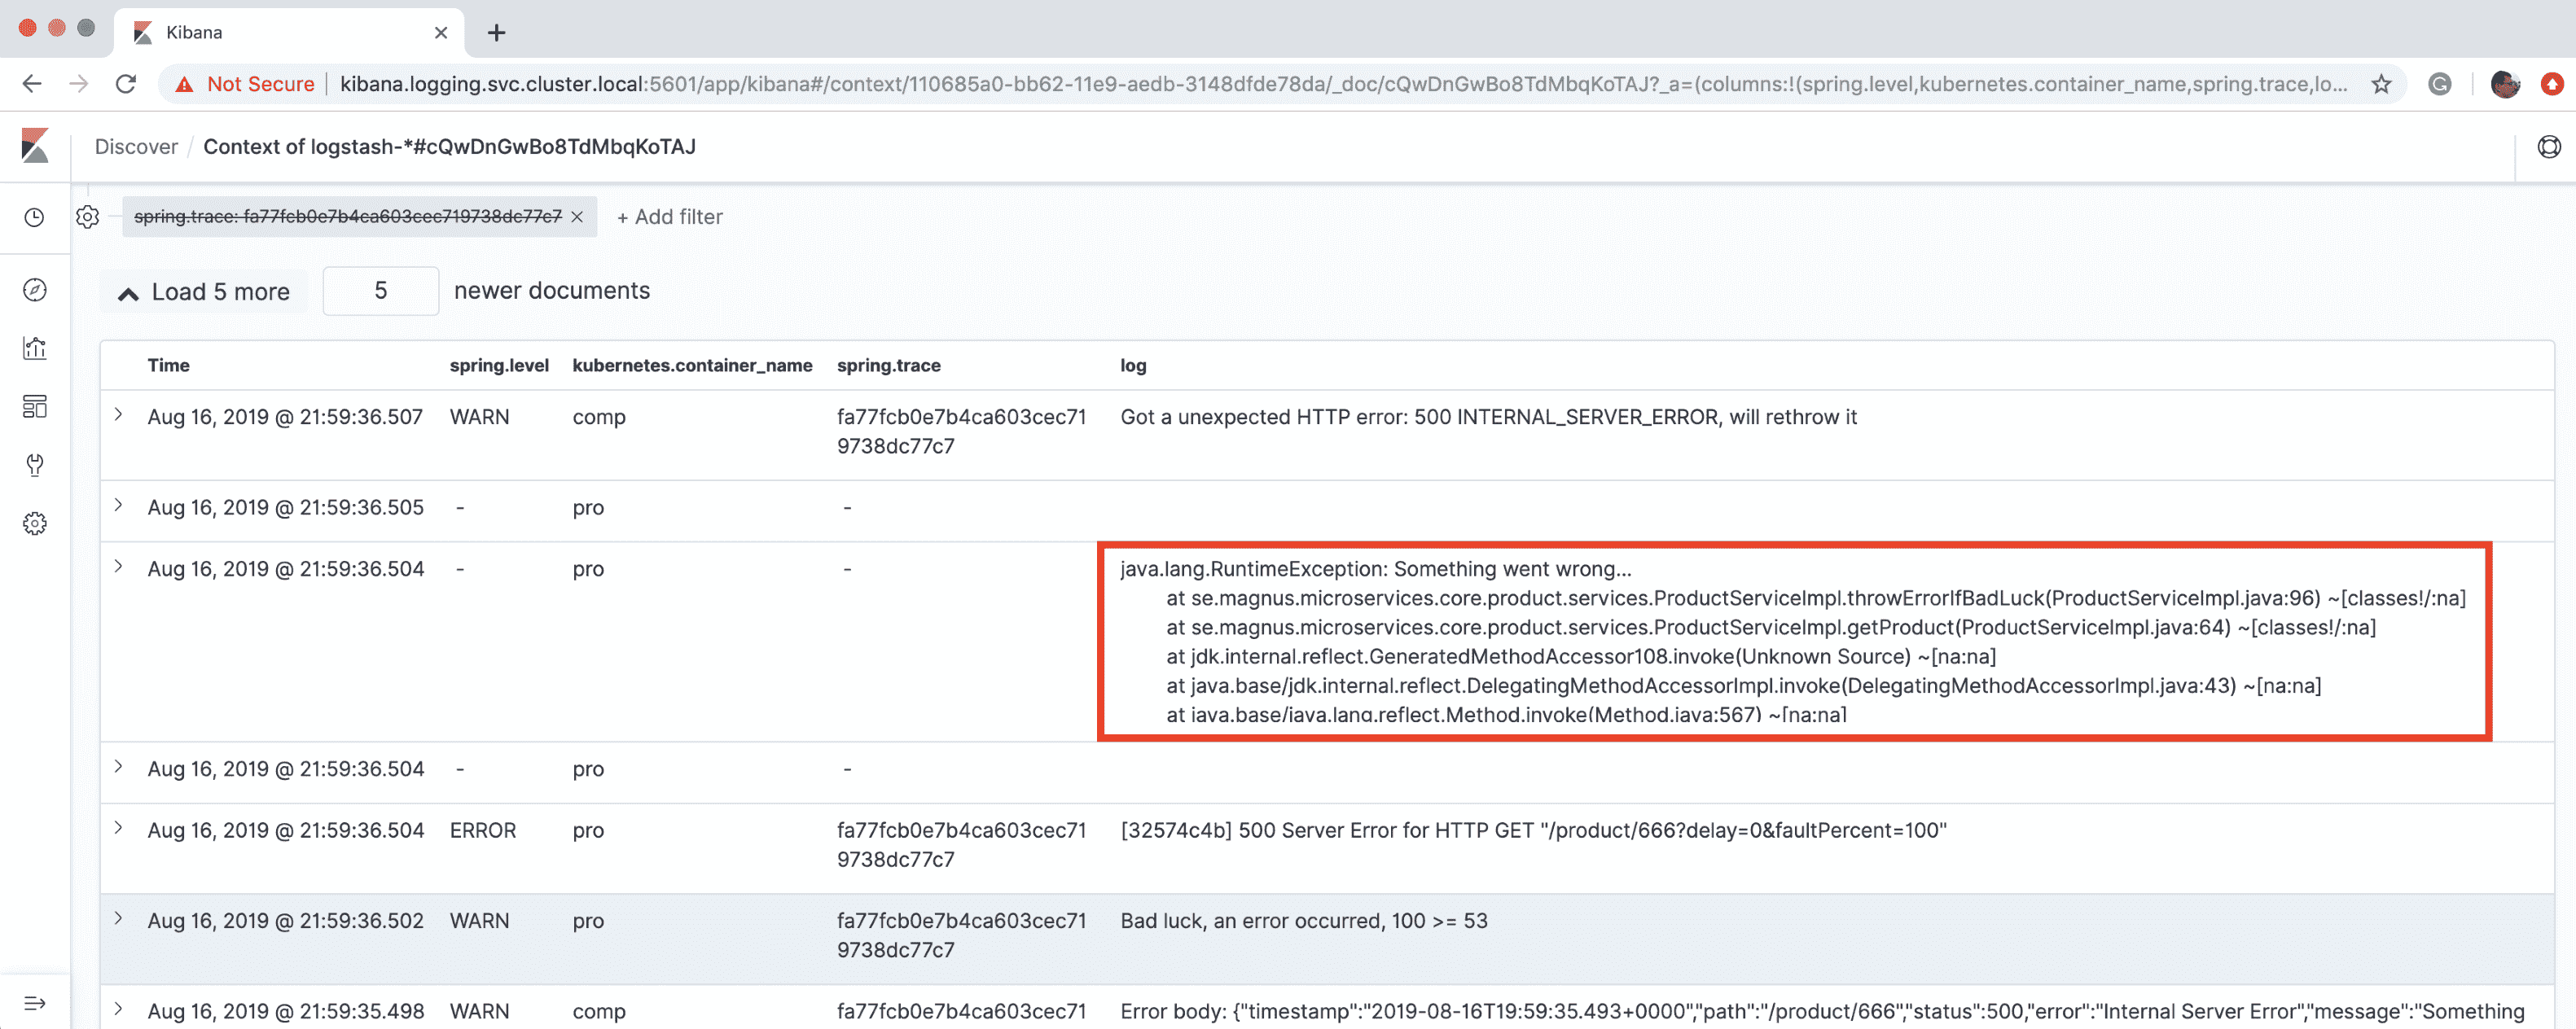 Kibana
Not Secure kibana.logging.svc.cluster.local:5601/app/kibana#/context/110685a0-bb62-11e9-aedb-3148dfde78da/_doc/cQwDnGwBo8TdMbqKoTAJ?_a=(columns:!(spring.level,kubernetes.container_name,spring.trace,lo...
Discover / Context of logstash-*#cQwDnGwBo8TdMbqKoTAJ
spring.trace: fa77fcb0e7b4ca603cec719738dc77c7 × + Add filter
Load 5 more 5 newer documents
Time spring.level kubernetes.container_name spring.trace log
Aug 16, 2019 @ 21:59:36.507 WARN comp fa77fcb0e7b4ca603cec71 Got a unexpected HTTP error: 500 INTERNAL_SERVER_ERROR, will rethrow it
9738dc77c7
Aug 16, 2019 @ 21:59:36.505 - pro -
Aug 16, 2019 @ 21:59:36.504 - pro - java.lang.RuntimeException: Something went wrong...
at se.magnus.microservices.core.product.services.ProductServiceImpl.throwErrorIfBadLuck(ProductServiceImpl.java:96) ~[classes!/:na]
at se.magnus.microservices.core.product.services.ProductServiceImpl.getProduct(ProductServiceImpl.java:64) ~[classes!/:na]
at jdk.internal.reflect.GeneratedMethodAccessor108.invoke(Unknown Source) ~[na:na]
at java.base/jdk.internal.reflect.DelegatingMethodAccessorImpl.invoke(DelegatingMethodAccessorImpl.java:43) ~[na:na]
at java.base/java.lang.reflect.Method.invoke(Method.java:567) ~[na:na]
Aug 16, 2019 @ 21:59:36.504 - pro -
Aug 16, 2019 @ 21:59:36.504 ERROR pro fa77fcb0e7b4ca603cec71 [32574c4b] 500 Server Error for HTTP GET "/product/666?delay=0&faultPercent=100"
9738dc77c7
Aug 16, 2019 @ 21:59:36.502 WARN pro fa77fcb0e7b4ca603cec71 Bad luck, an error occurred, 100 >= 53
9738dc77c7
Aug 16, 2019 @ 21:59:35.498 WARN comp fa77fcb0e7b4ca603cec71 Error body: {"timestamp":"2019-08-16T19:59:35.493+0000","path":"/product/666","status":500,"error":"Internal Server Error","message":"Something